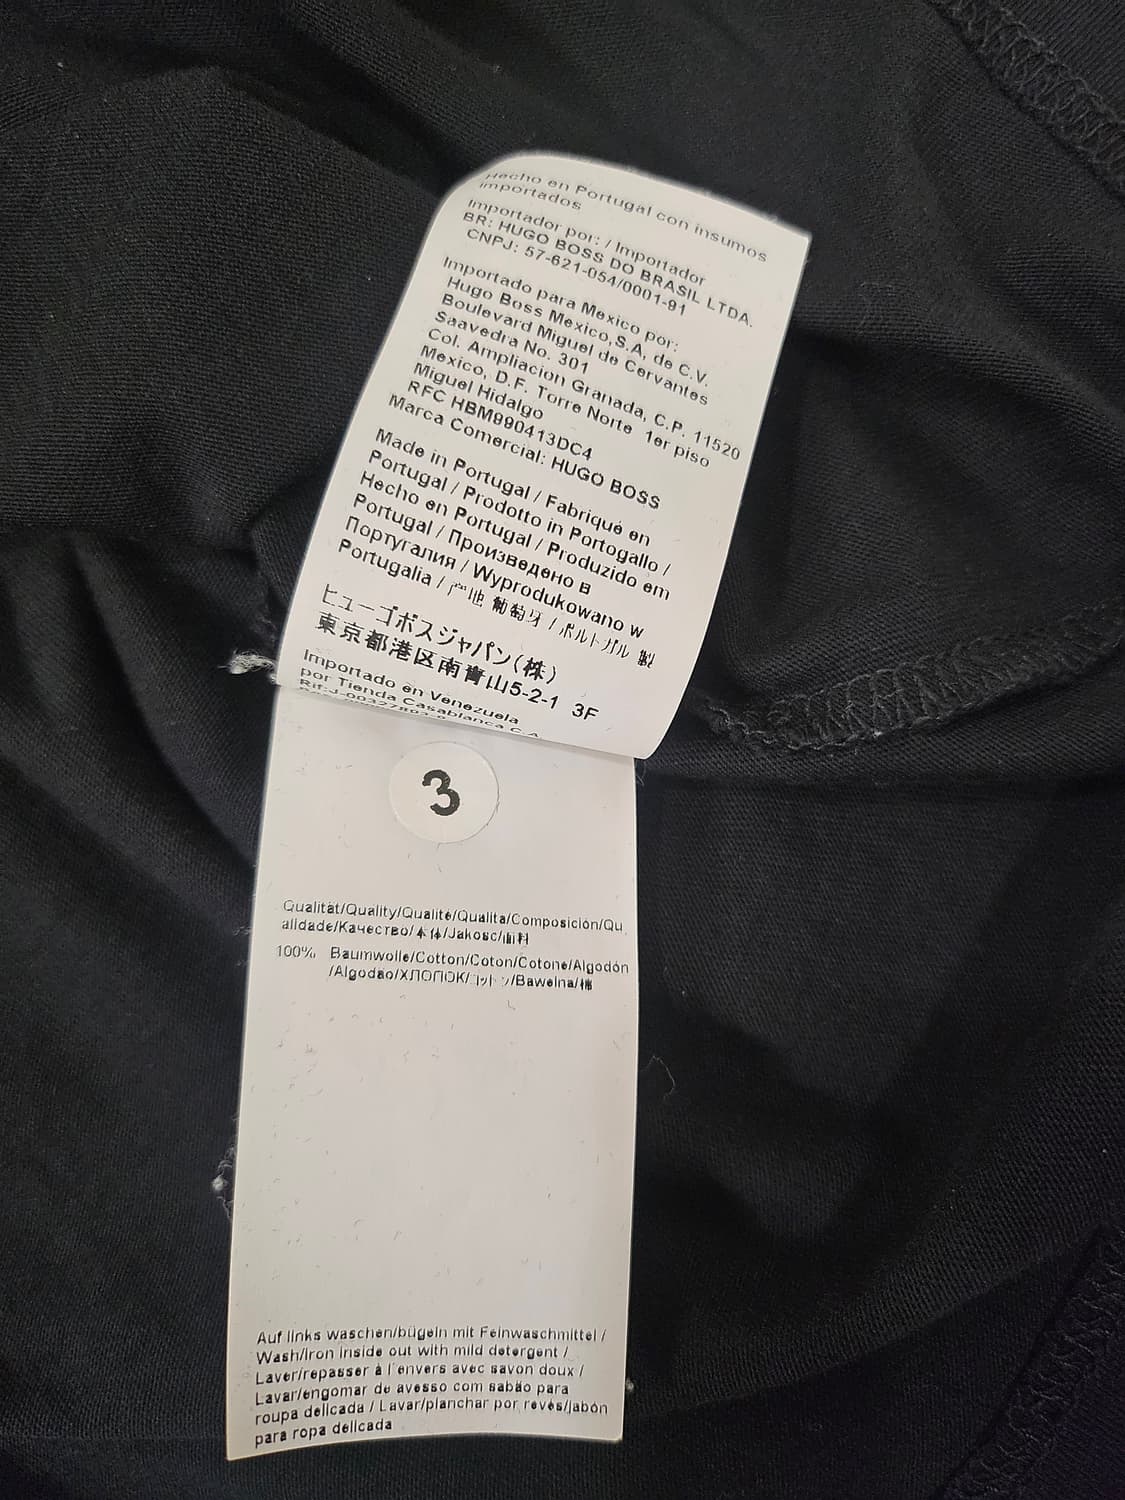 Hecho en Portugal con insumos
importados
Importador por: / Importador
BR: HUGO BOSS DO BRASIL LTDA.
CNPJ: 57-621-054/0001-91
Importado para Mexico por:
Hugo Boss Mexico,S.A, de C.V.
Boulevard Miguel de Cervantes
Saavedra No. 301
Col. Ampliacion Granada, C.P. 11520
Mexico, D.F. Torre Norte 1er piso
Miguel Hidalgo
RFC HBM990413DC4
Marca Comercial: HUGO BOSS
Made in Portugal / Fabriqué en
Portugal / Prodotto in Portogallo /
Hecho en Portugal / Produzido em
Portugal / Произведено в
Португалия / Wyprodukowano w
Portugalia / 产地 葡萄牙 / ポルトガル 製
ヒューゴボスジャパン(株)
東京都港区南青山5-2-1 3F
Importado en Venezuela
por Tienda Casablanca C.A.
3
Qualität/Quality/Qualité/Qualita/Composición/Qu
alidade/Качество/本体/Jakosc/面料
100% Baumwolle/Cotton/Coton/Cotone/Algodón
/Algodao/ХЛОПОК/コットン/Bawelna/棉
Auf links waschen/bügeln mit Feinwaschmittel /
Wash/Iron inside out with mild detergent /
Laver/repasser à l'envers avec savon doux /
Lavar/engomar do avesso com sabão para
roupa delicada / Lavar/planchar por revés/jabón
para ropa delicada